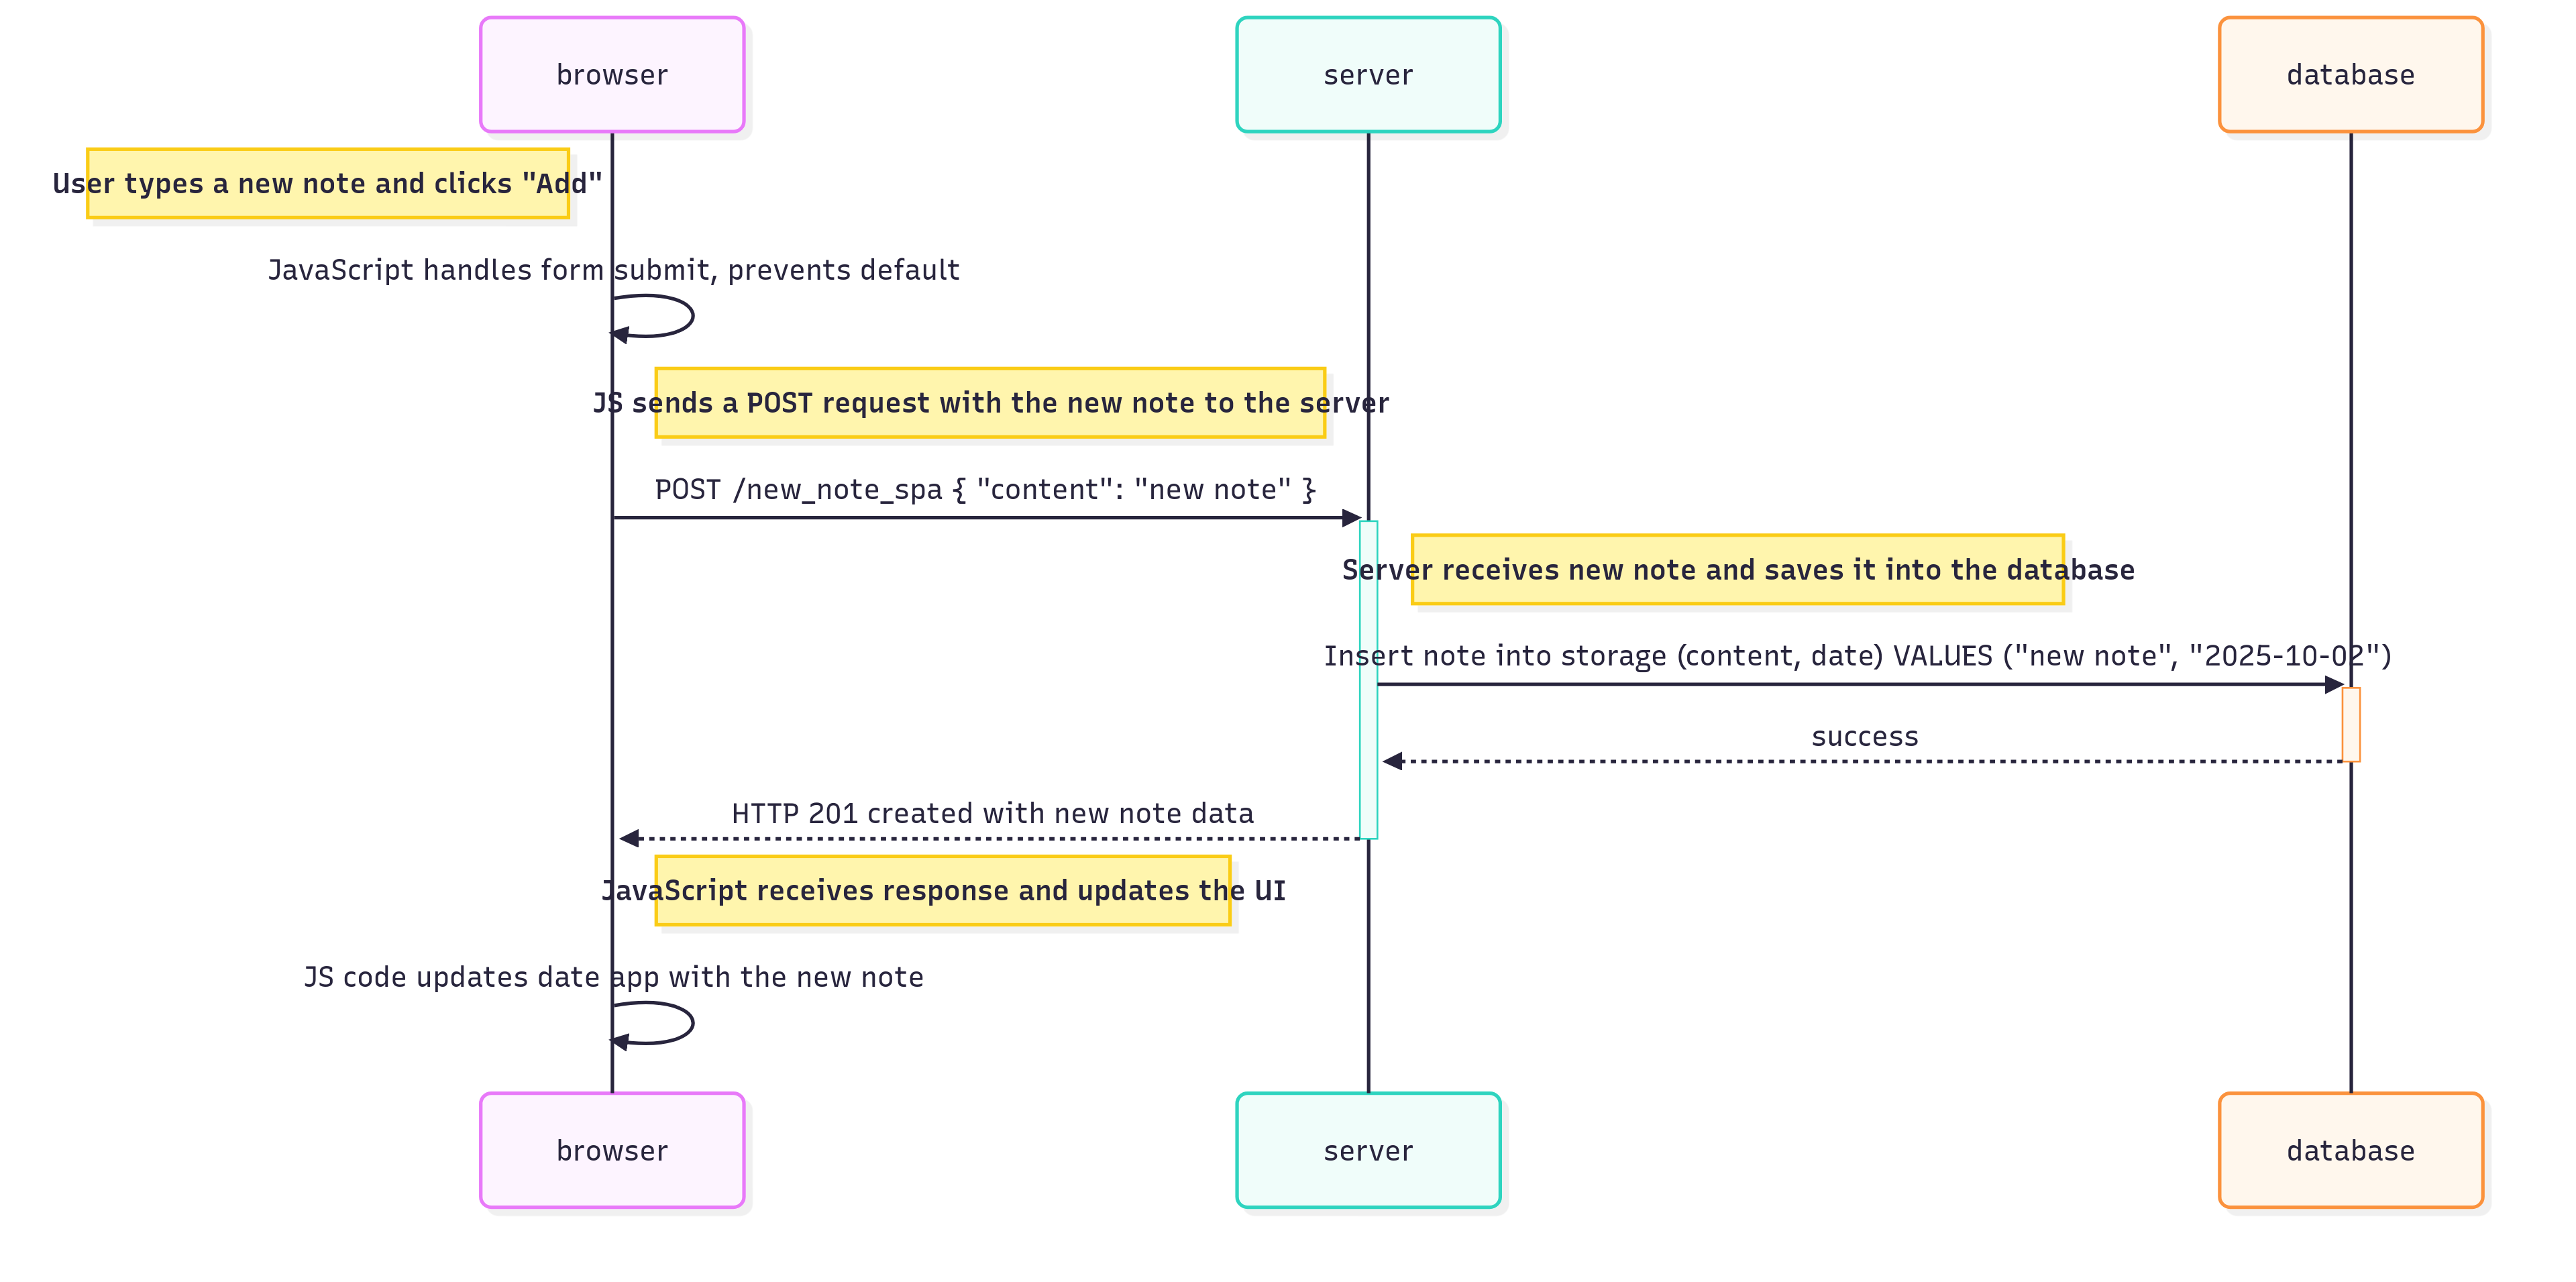 browser
server
database
User types a new note and clicks "Add"
JavaScript handles form submit, prevents default
JS sends a POST request with the new note to the server
POST /new_note_spa { "content": "new note" }
Server receives new note and saves it into the database
Insert note into storage (content, date) VALUES ("new note", "2025-10-02")
success
HTTP 201 created with new note data
JavaScript receives response and updates the UI
JS code updates date app with the new note
browser
server
database